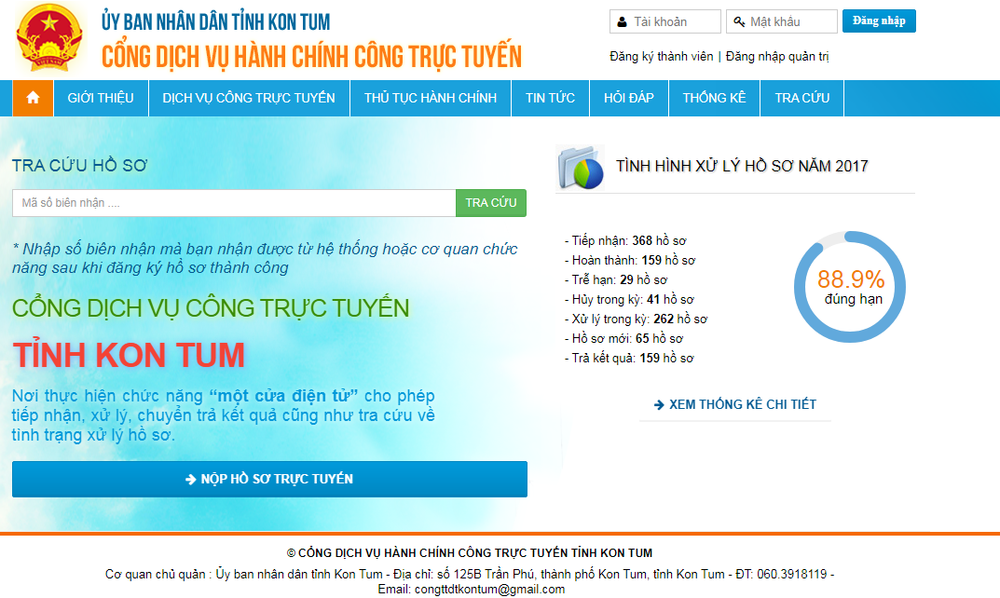 ỦY BAN NHÂN DÂN TỈNH KON TUM
CỔNG DỊCH VỤ HÀNH CHÍNH CÔNG TRỰC TUYẾN
Tài khoản
Mật khẩu
Đăng nhập
Đăng ký thành viên | Đăng nhập quản trị
GIỚI THIỆU
DỊCH VỤ CÔNG TRỰC TUYẾN
THỦ TỤC HÀNH CHÍNH
TIN TỨC
HỎI ĐÁP
THỐNG KÊ
TRA CỨU
TRA CỨU HỒ SƠ
Mã số biên nhận ....
TRA CỨU
* Nhập số biên nhận mà bạn nhận được từ hệ thống hoặc cơ quan chức
năng sau khi đăng ký hồ sơ thành công
CỔNG DỊCH VỤ CÔNG TRỰC TUYẾN
TỈNH KON TUM
Nơi thực hiện chức năng “một cửa điện tử” cho phép
tiếp nhận, xử lý, chuyển trả kết quả cũng như tra cứu về
tình trạng xử lý hồ sơ.
NỘP HỒ SƠ TRỰC TUYẾN
TÌNH HÌNH XỬ LÝ HỒ SƠ NĂM 2017
- Tiếp nhận: 368 hồ sơ
- Hoàn thành: 159 hồ sơ
- Trễ hạn: 29 hồ sơ
- Hủy trong kỳ: 41 hồ sơ
- Xử lý trong kỳ: 262 hồ sơ
- Hồ sơ mới: 65 hồ sơ
- Trả kết quả: 159 hồ sơ
88.9%
đúng hạn
XEM THỐNG KÊ CHI TIẾT
© CỔNG DỊCH VỤ HÀNH CHÍNH CÔNG TRỰC TUYẾN TỈNH KON TUM
Cơ quan chủ quản : Ủy ban nhân dân tỉnh Kon Tum - Địa chỉ: số 125B Trần Phú, thành phố Kon Tum, tỉnh Kon Tum - ĐT: 060.3918119 -
Email: congttdtkontum@gmail.com